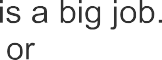 is a big job.
or